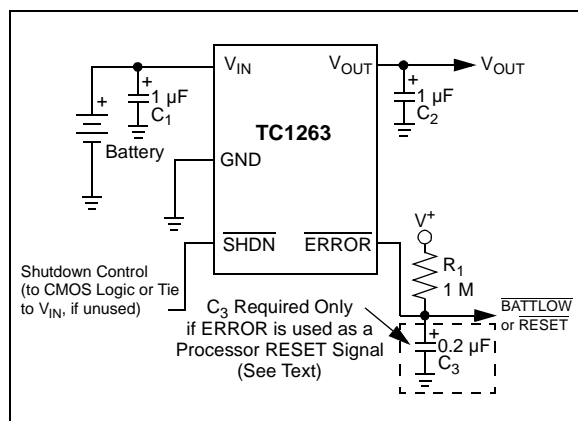 V_IN
V_OUT
V_OUT
+
1 µF
C_1
+
1 µF
C_2
+
Battery
TC1263
GND
SHDN
ERROR
V+
R_1
1 M
Shutdown Control
(to CMOS Logic or Tie
to V_IN, if unused)
C_3 Required Only
if ERROR is used as a
Processor RESET Signal
(See Text)
BATTLOW
or RESET
+
0.2 µF
C_3